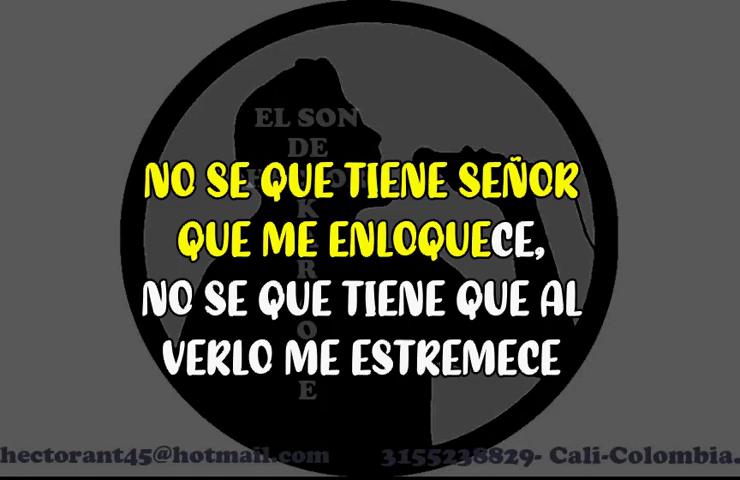 EL SON
DE
NO SE QUE TIENE SEÑOR
QUE ME ENLOQUECE,
NO SE QUE TIENE QUE AL
VERLO ME ESTREMECE
hectorant45@hotmail.com 3155238829- Cali-Colombia.